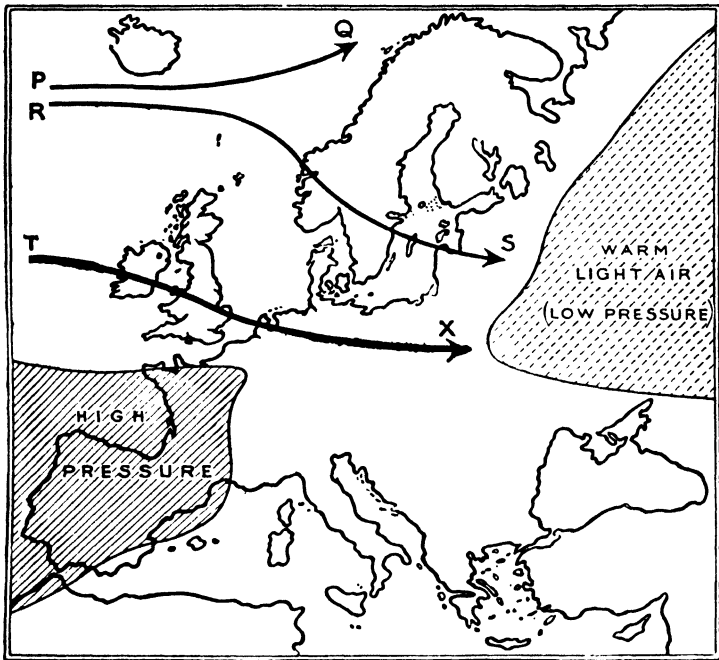 Q
P
R
T
S
WARM
LIGHT AIR
(LOW PRESSURE)
X
HIGH
PRESSURE